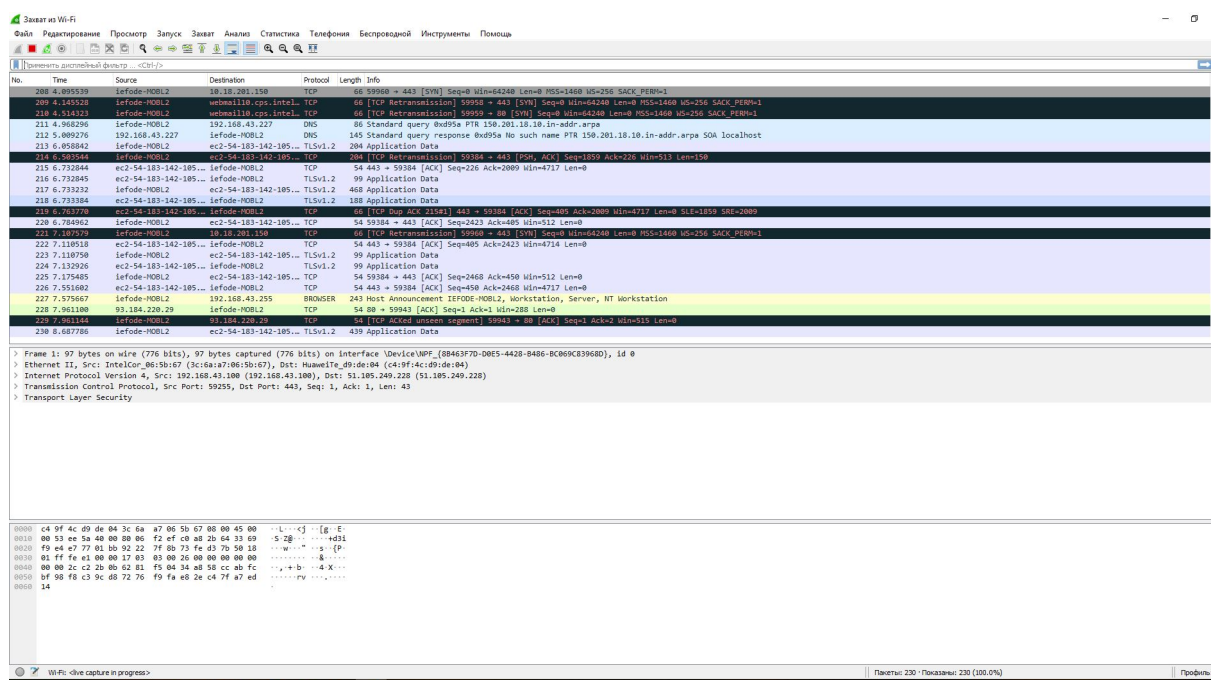 Захват из Wi-Fi
Файл Редактирование Просмотр Запуск Захват Анализ Статистика Телефония Беспроводной Инструменты Помощь
Применить дисплейный фильтр ... <Ctrl-/>
No. Time Source Destination Protocol Length Info
208 4.095539 iefode-MOBL2 10.18.201.150 TCP 66 59960 → 443 [SYN] Seq=0 Win=64240 Len=0 MSS=1460 WS=256 SACK_PERM=1
209 4.145528 iefode-MOBL2 webmail10.cps.intel… TCP 66 [TCP Retransmission] 59958 → 443 [SYN] Seq=0 Win=64240 Len=0 MSS=1460 WS=256 SACK_PERM=1
210 4.514323 iefode-MOBL2 webmail10.cps.intel… TCP 66 [TCP Retransmission] 59959 → 80 [SYN] Seq=0 Win=64240 Len=0 MSS=1460 WS=256 SACK_PERM=1
211 4.968296 iefode-MOBL2 192.168.43.227 DNS 86 Standard query 0xd95a PTR 150.201.18.10.in-addr.arpa
212 5.009276 192.168.43.227 iefode-MOBL2 DNS 145 Standard query response 0xd95a No such name PTR 150.201.18.10.in-addr.arpa SOA localhost
213 6.058842 iefode-MOBL2 ec2-54-183-142-105.… TLSv1.2 204 Application Data
214 6.503544 iefode-MOBL2 ec2-54-183-142-105.… TCP 204 [TCP Retransmission] 59384 → 443 [PSH, ACK] Seq=1859 Ack=226 Win=513 Len=150
215 6.732844 ec2-54-183-142-105.… iefode-MOBL2 TCP 54 443 → 59384 [ACK] Seq=226 Ack=2009 Win=4717 Len=0
216 6.732845 ec2-54-183-142-105.… iefode-MOBL2 TLSv1.2 99 Application Data
217 6.733232 iefode-MOBL2 ec2-54-183-142-105.… TLSv1.2 468 Application Data
218 6.733384 ec2-54-183-142-105.… iefode-MOBL2 TLSv1.2 188 Application Data
219 6.763770 ec2-54-183-142-105.… iefode-MOBL2 TCP 66 [TCP Dup ACK 215#1] 443 → 59384 [ACK] Seq=405 Ack=2009 Win=4717 Len=0 SLE=1859 SRE=2009
220 6.784962 iefode-MOBL2 ec2-54-183-142-105.… TCP 54 59384 → 443 [ACK] Seq=2423 Ack=405 Win=512 Len=0
221 7.107579 iefode-MOBL2 10.18.201.150 TCP 66 [TCP Retransmission] 59960 → 443 [SYN] Seq=0 Win=64240 Len=0 MSS=1460 WS=256 SACK_PERM=1
222 7.110518 ec2-54-183-142-105.… iefode-MOBL2 TCP 54 443 → 59384 [ACK] Seq=405 Ack=2423 Win=4714 Len=0
223 7.110750 iefode-MOBL2 ec2-54-183-142-105.… TLSv1.2 99 Application Data
224 7.132926 ec2-54-183-142-105.… iefode-MOBL2 TLSv1.2 99 Application Data
225 7.175485 iefode-MOBL2 ec2-54-183-142-105.… TCP 54 59384 → 443 [ACK] Seq=2468 Ack=450 Win=512 Len=0
226 7.551602 ec2-54-183-142-105.… iefode-MOBL2 TCP 54 443 → 59384 [ACK] Seq=450 Ack=2468 Win=4717 Len=0
227 7.575667 iefode-MOBL2 192.168.43.255 BROWSER 243 Host Announcement IEFODE-MOBL2, Workstation, Server, NT Workstation
228 7.961100 93.184.220.29 iefode-MOBL2 TCP 54 80 → 59943 [ACK] Seq=1 Ack=1 Win=288 Len=0
229 7.961144 iefode-MOBL2 93.184.220.29 TCP 54 [TCP ACKed unseen segment] 59943 → 80 [ACK] Seq=1 Ack=2 Win=515 Len=0
230 8.687786 iefode-MOBL2 ec2-54-183-142-105.… TLSv1.2 439 Application Data
> Frame 1: 97 bytes on wire (776 bits), 97 bytes captured (776 bits) on interface \Device\NPF_{8B463F7D-D0E5-4428-B486-BC069C83968D}, id 0
> Ethernet II, Src: IntelCor_06:5b:67 (3c:6a:a7:06:5b:67), Dst: HuaweiTe_d9:de:04 (c4:9f:4c:d9:de:04)
> Internet Protocol Version 4, Src: 192.168.43.100 (192.168.43.100), Dst: 51.105.249.228 (51.105.249.228)
> Transmission Control Protocol, Src Port: 59255, Dst Port: 443, Seq: 1, Ack: 1, Len: 43
> Transport Layer Security
0000 c4 9f 4c d9 de 04 3c 6a a7 06 5b 67 08 00 45 00 ··L···<j ··[g··E·
0010 00 53 ee 5a 40 00 80 06 f2 ef c0 a8 2b 64 33 69 ·S·Z@··· ····+d3i
0020 f9 e4 e7 77 01 bb 92 22 7f 8b 73 fe d3 7b 50 18 ···w···" ··s··{P·
0030 01 ff fe e1 00 00 17 03 03 00 26 00 00 00 00 00 ········ ··&·····
0040 00 00 2c c2 2b 0b 62 81 f5 04 34 a8 58 cc ab fc ··,·+·b· ··4·X···
0050 bf 98 f8 c3 9c d8 72 76 f9 fa e8 2e c4 7f a7 ed ······rv ···.····
0060 14 ·
Wi-Fi: <live capture in progress>
Пакеты: 230 · Показаны: 230 (100.0%)
Профиль